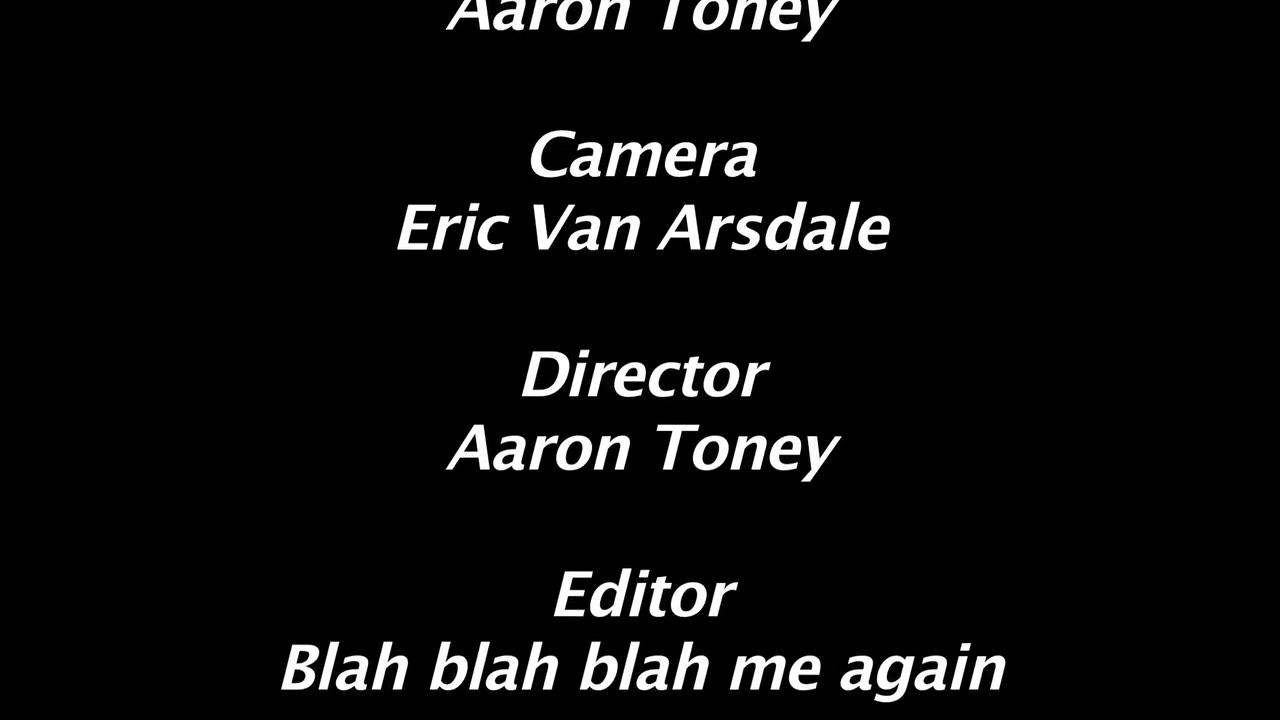 Aaron Toney
Camera
Eric Van Arsdale
Director
Aaron Toney
Editor
Blah blah blah me again